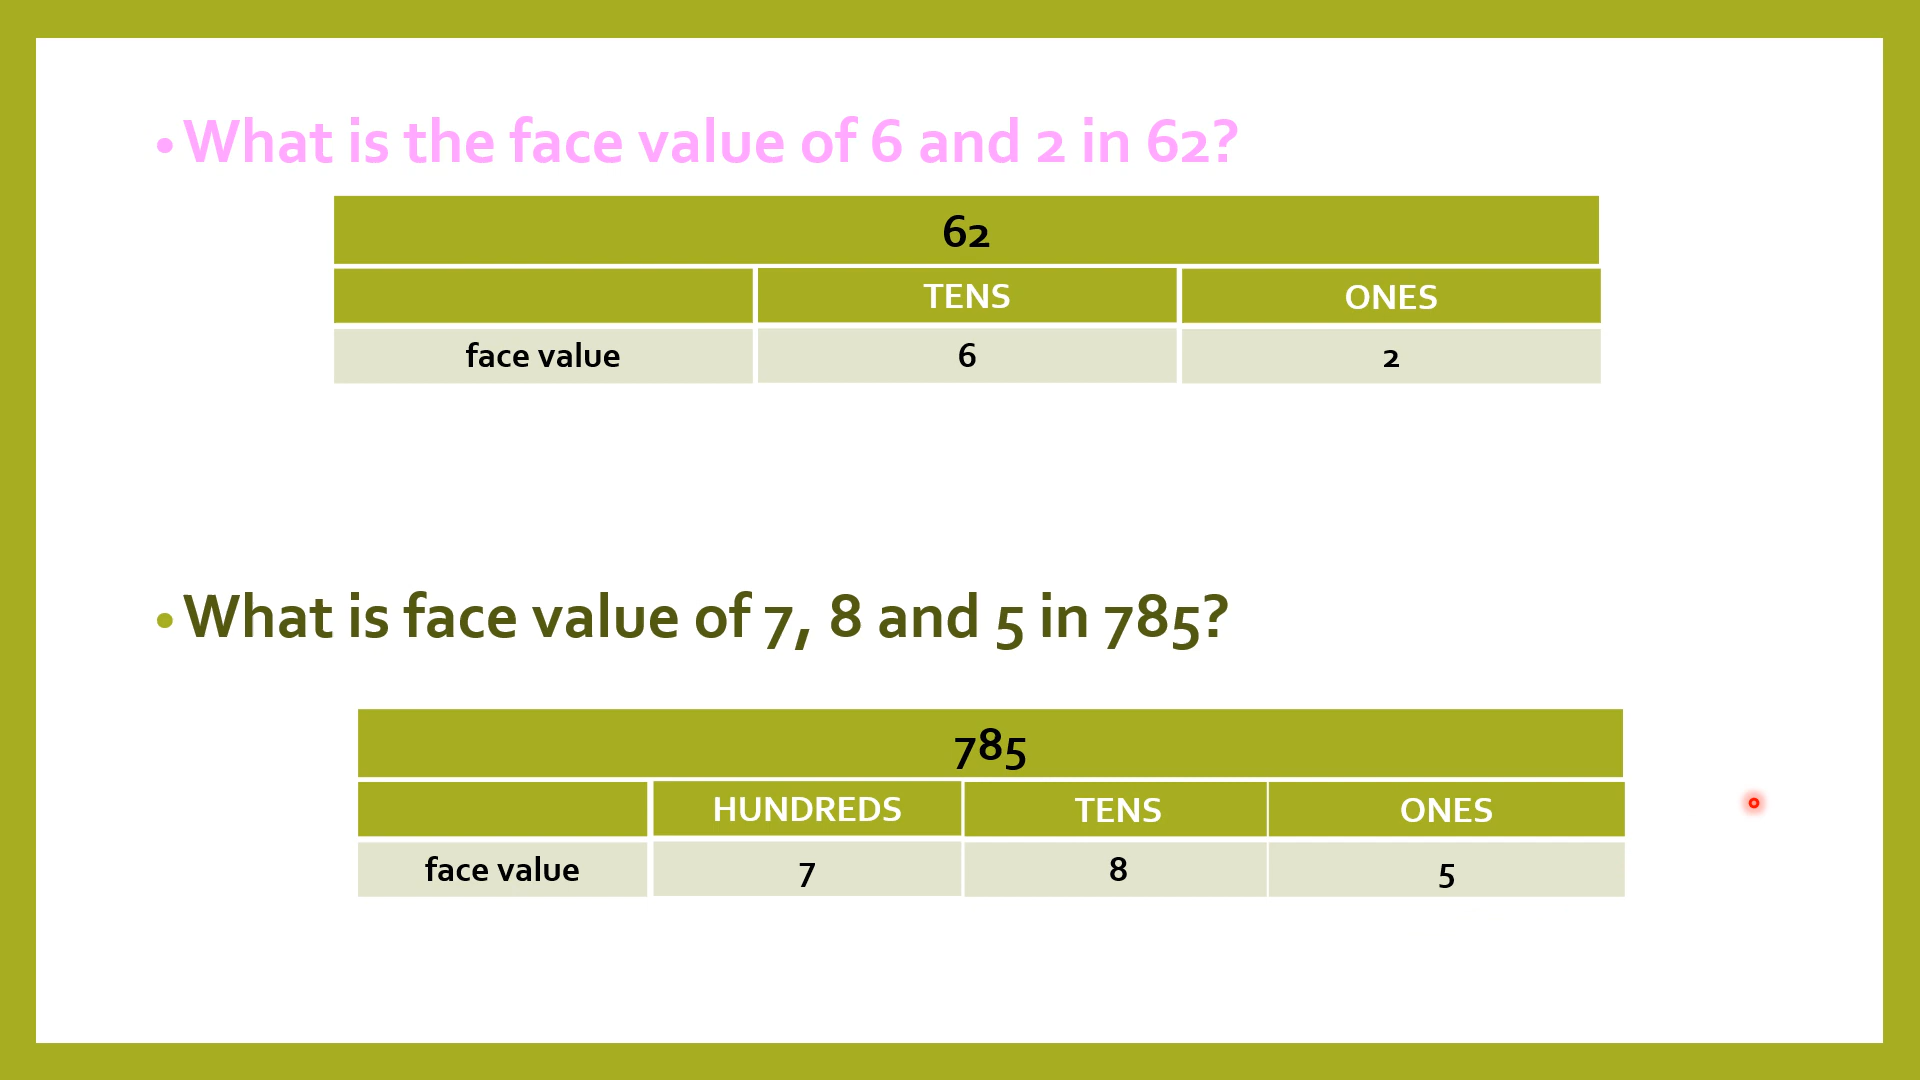 • What is the face value of 6 and 2 in 62?
62
TENS ONES
face value 6 2
• What is face value of 7, 8 and 5 in 785?
785
HUNDREDS TENS ONES
face value 7 8 5